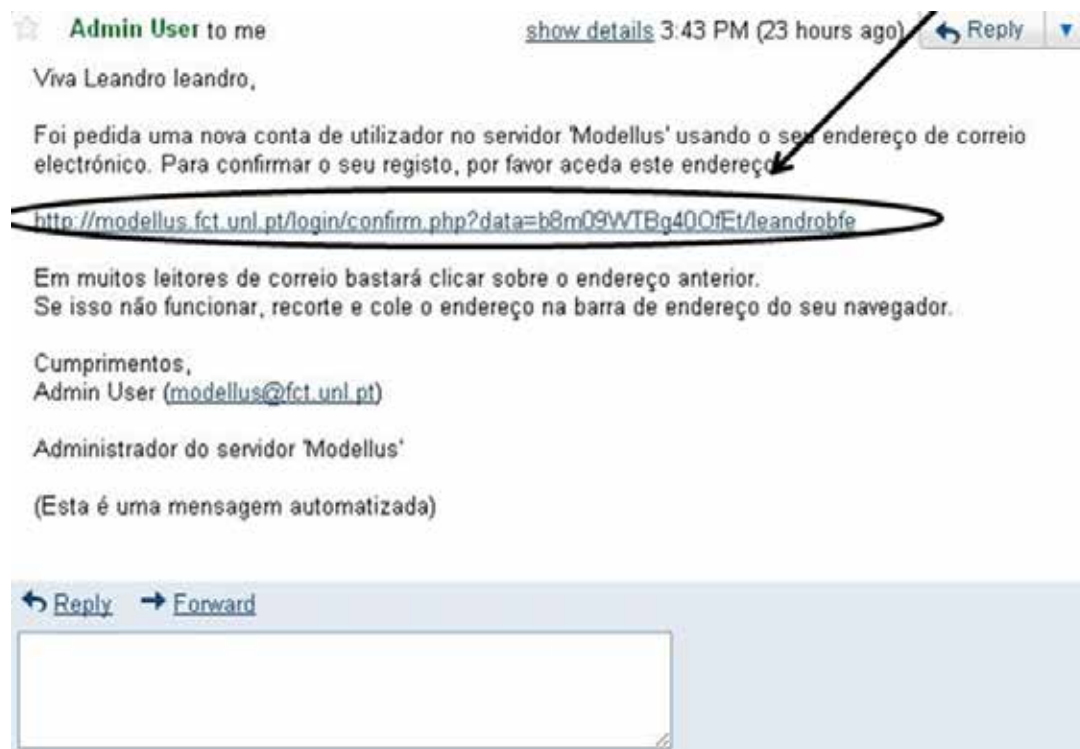 Admin User to me show details 3:43 PM (23 hours ago) Reply
Viva Leandro leandro,
Foi pedida uma nova conta de utilizador no servidor 'Modellus' usando o seu endereço de correio
electrónico. Para confirmar o seu registo, por favor aceda este endereço
http://modellus.fct.unl.pt/login/confirm.php?data=b8m09WTBg40OfEt/leandrobfe
Em muitos leitores de correio bastará clicar sobre o endereço anterior.
Se isso não funcionar, recorte e cole o endereço na barra de endereço do seu navegador.
Cumprimentos,
Admin User (modellus@fct.unl.pt)
Administrador do servidor 'Modellus'
(Esta é uma mensagem automatizada)
Reply Forward